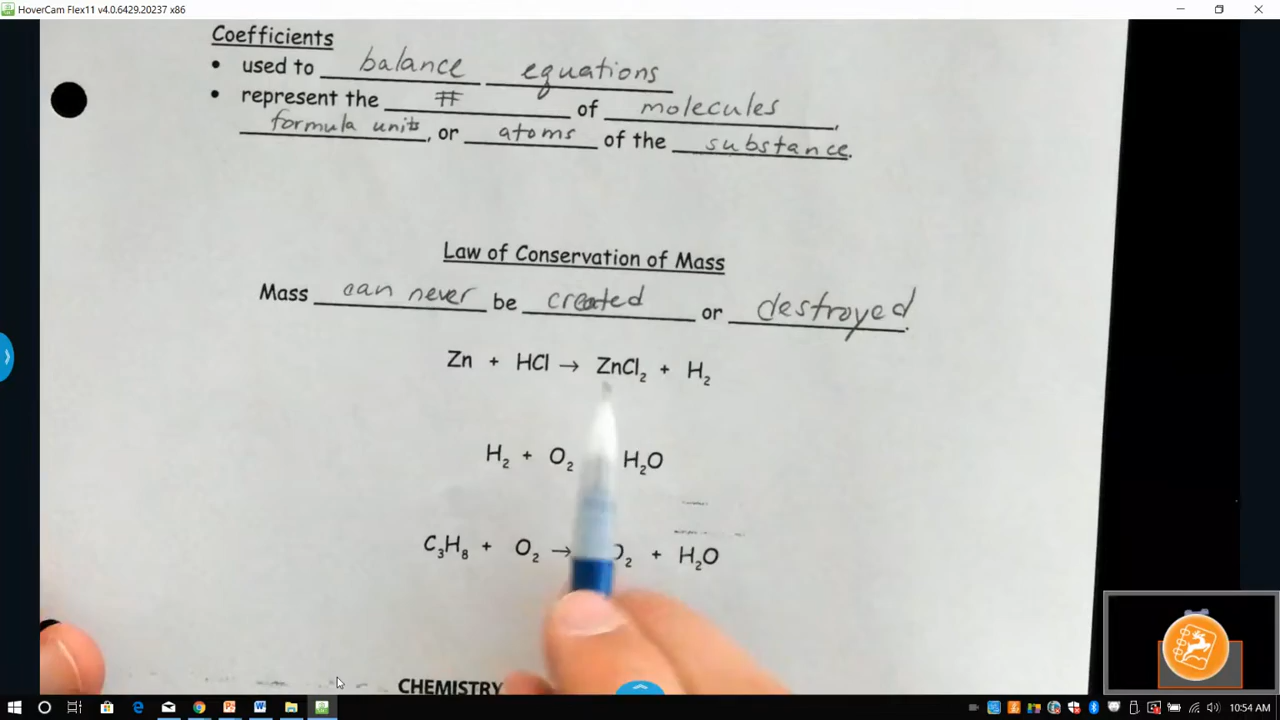 HoverCam Flex11 v4.0.6429.20237 x86
Coefficients
• used to balance equations
• represent the # of molecules,
formula units, or atoms of the substance.
Law of Conservation of Mass
Mass can never be created or destroyed.
Zn + HCl → ZnCl₂ + H₂
H₂ + O₂ H₂O
C₃H₈ + O₂ → O₂ + H₂O
CHEMISTRY
10:54 AM